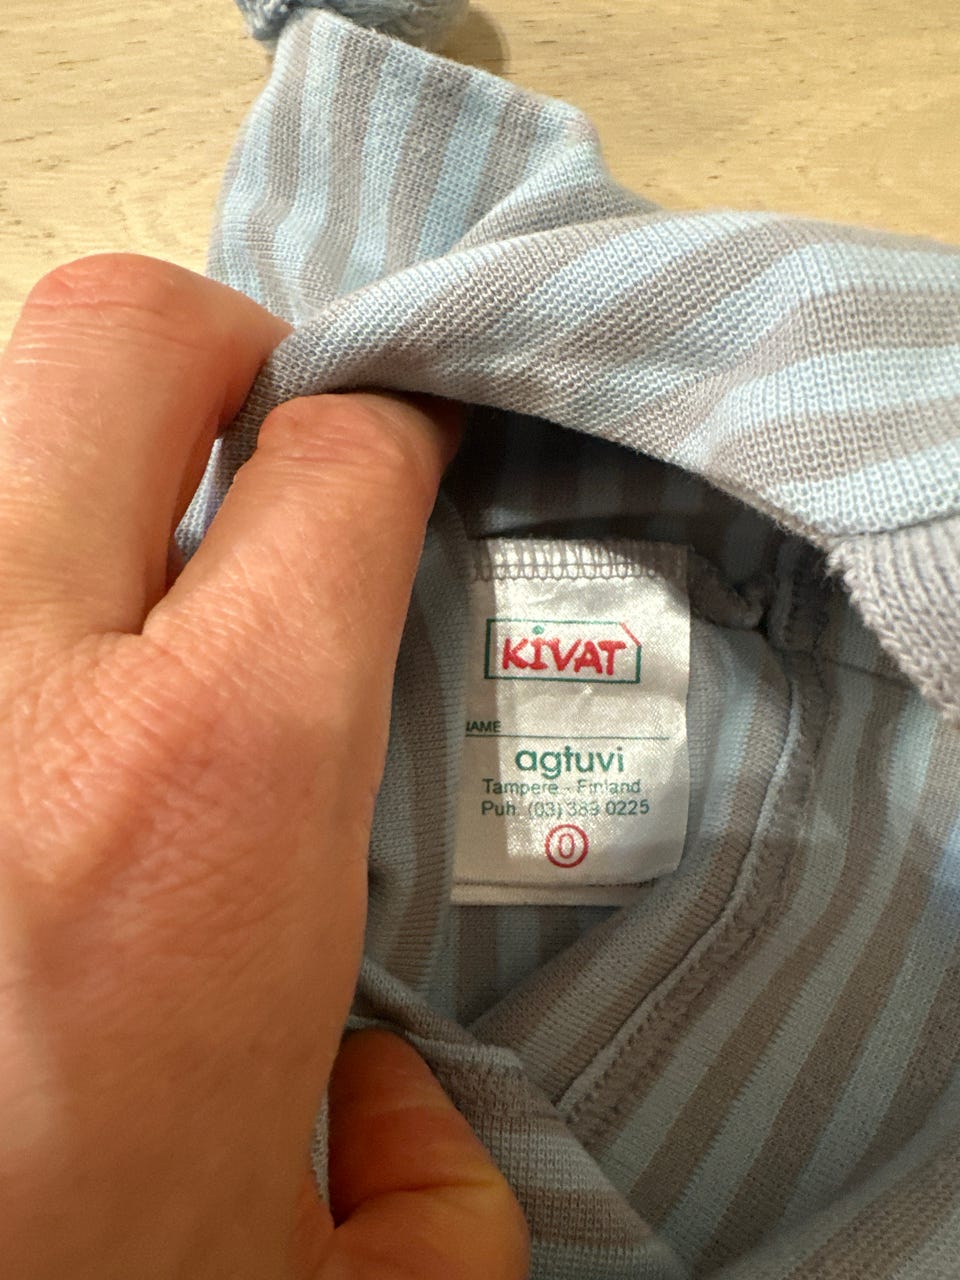 KiVAT
NAME
agtuvi
Tampere - Finland
Puh. (03) 389 0225
0